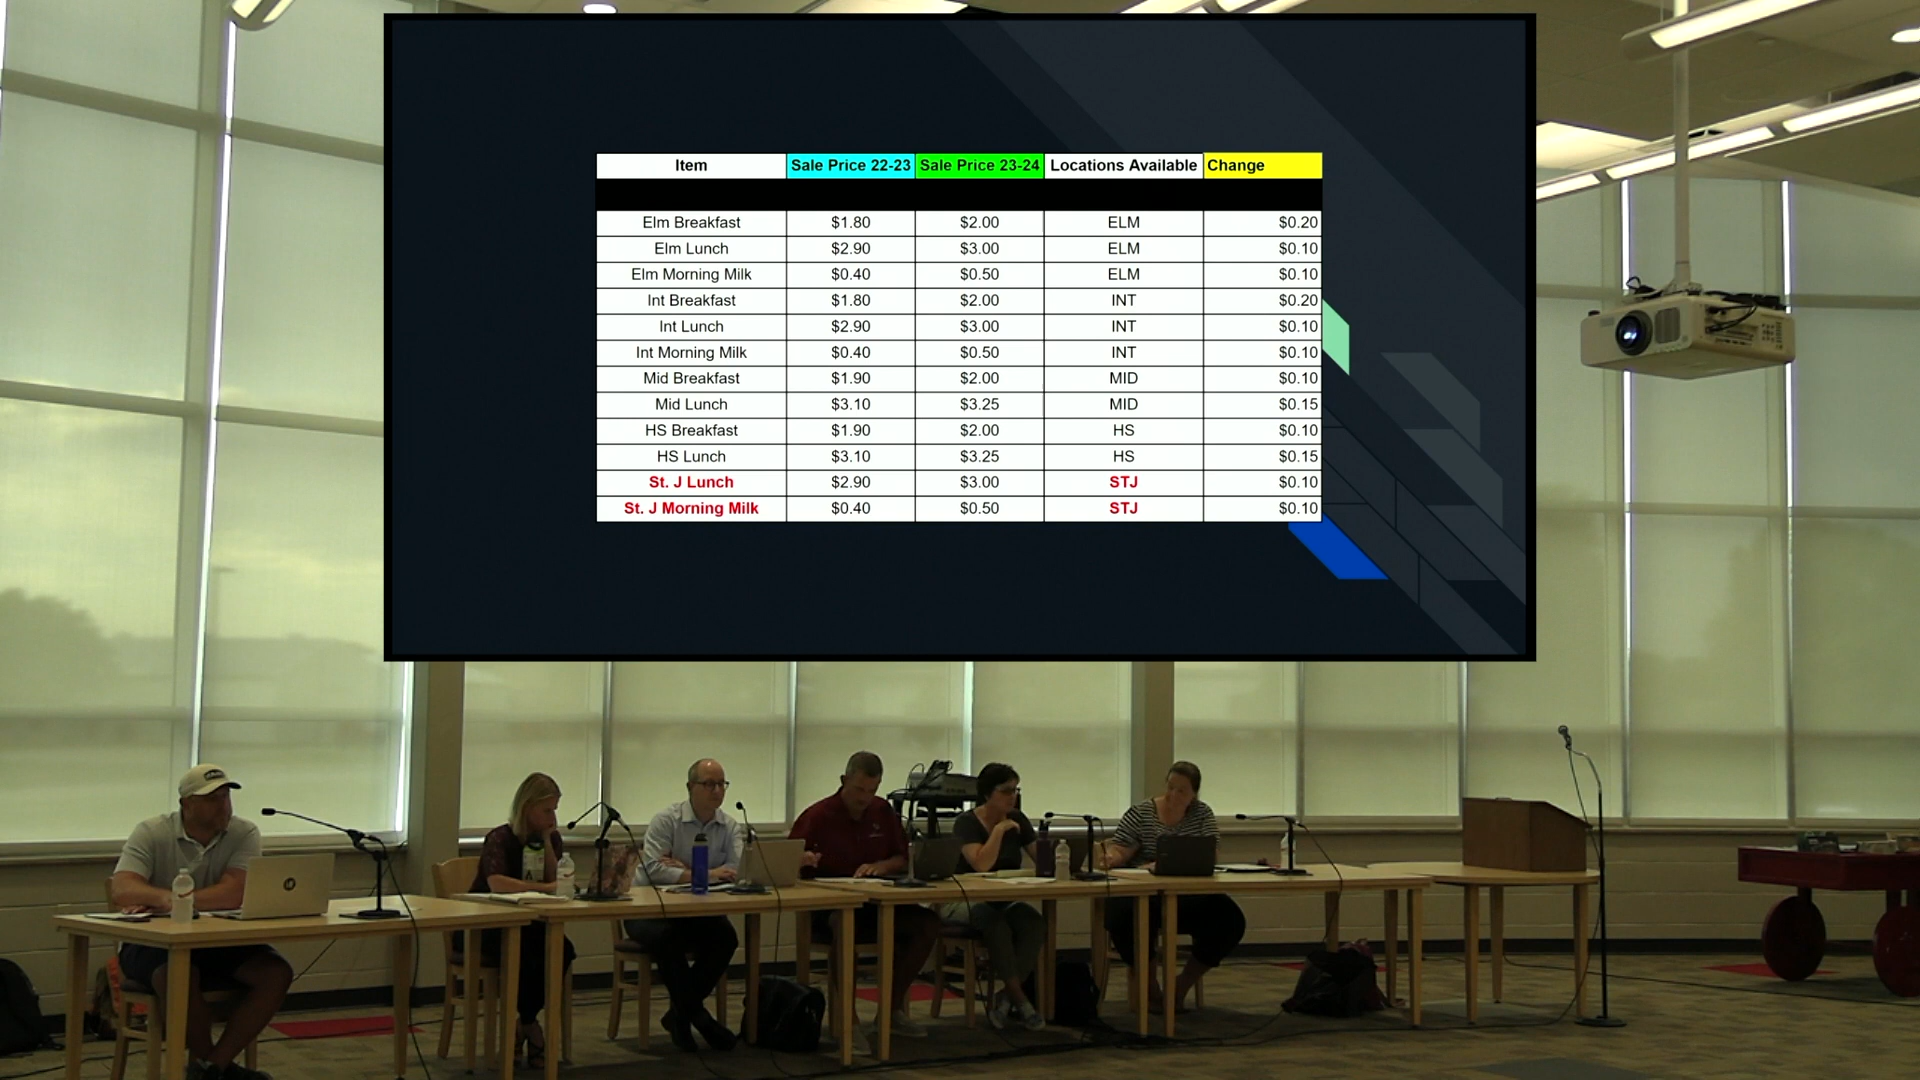 Item Sale Price 22-23 Sale Price 23-24 Locations Available Change
Elm Breakfast $1.80 $2.00 ELM $0.20
Elm Lunch $2.90 $3.00 ELM $0.10
Elm Morning Milk $0.40 $0.50 ELM $0.10
Int Breakfast $1.80 $2.00 INT $0.20
Int Lunch $2.90 $3.00 INT $0.10
Int Morning Milk $0.40 $0.50 INT $0.10
Mid Breakfast $1.90 $2.00 MID $0.10
Mid Lunch $3.10 $3.25 MID $0.15
HS Breakfast $1.90 $2.00 HS $0.10
HS Lunch $3.10 $3.25 HS $0.15
St. J Lunch $2.90 $3.00 STJ $0.10
St. J Morning Milk $0.40 $0.50 STJ $0.10